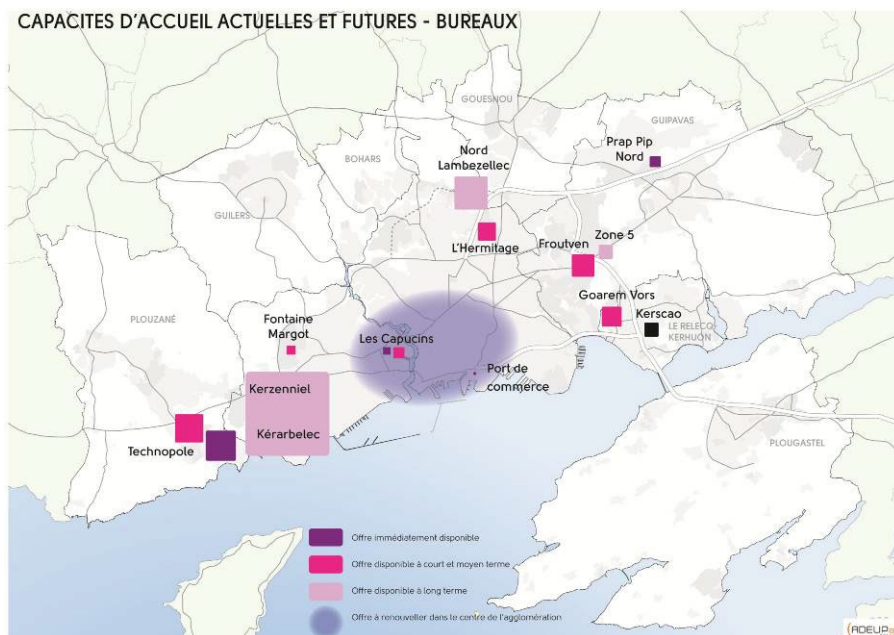 CAPACITES D'ACCUEIL ACTUELLES ET FUTURES - BUREAUX
GOUESNOU
GUIPAVAS
Prap Pip
Nord
Nord
Lambezellec
BOHARS
GUILERS
L'Hermitage
Froutven
Zone 5
Goarem Vors
Kerscao
LE RELECQ
KERHUON
PLOUZANÉ
Fontaine
Margot
Les Capucins
Port de
commerce
Kerzenniel
Kérarbelec
Technopole
PLOUGASTEL
Offre immédiatement disponible
Offre disponible à court et moyen terme
Offre disponible à long terme
Offre à renouveller dans le centre de l'agglomération
ADEUPa